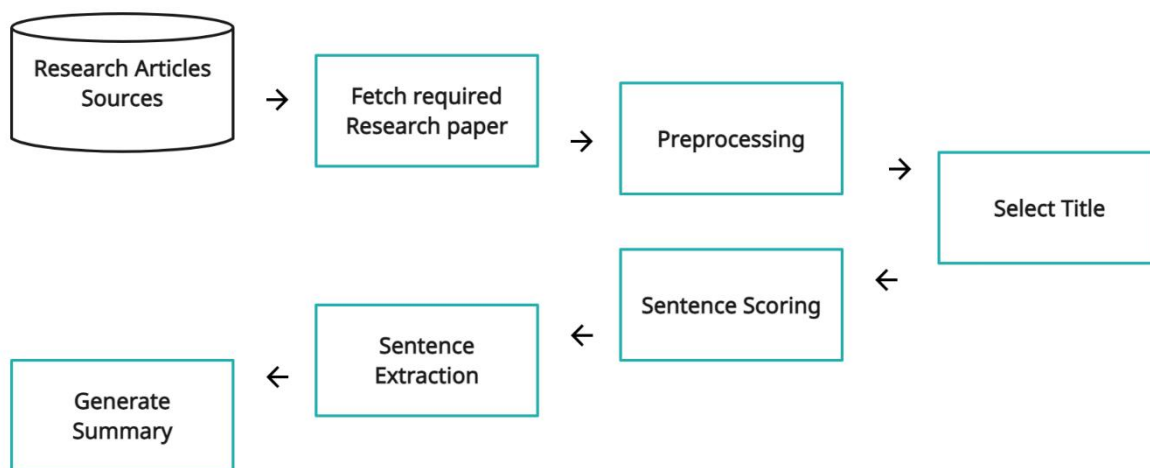 Research Articles
Sources
Fetch required
Research paper
Preprocessing
Select Title
Sentence Scoring
Sentence
Extraction
Generate
Summary